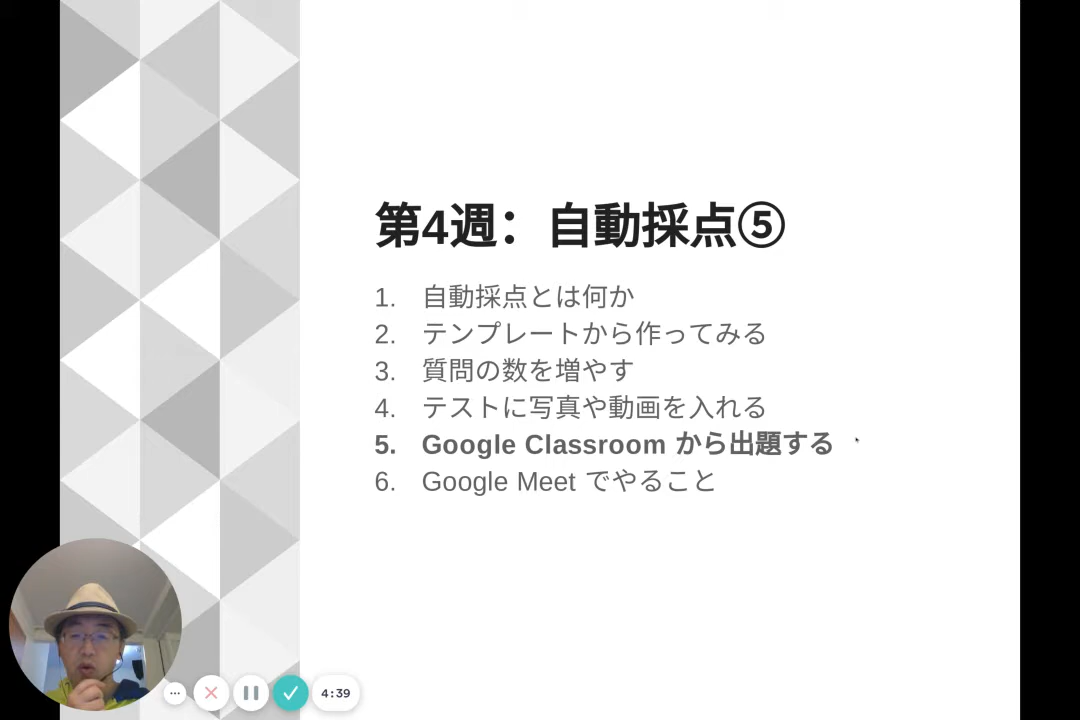 第4週：自動採点⑤
1. 自動採点とは何か
2. テンプレートから作ってみる
3. 質問の数を増やす
4. テストに写真や動画を入れる
5. Google Classroom から出題する
6. Google Meet でやること
4:39